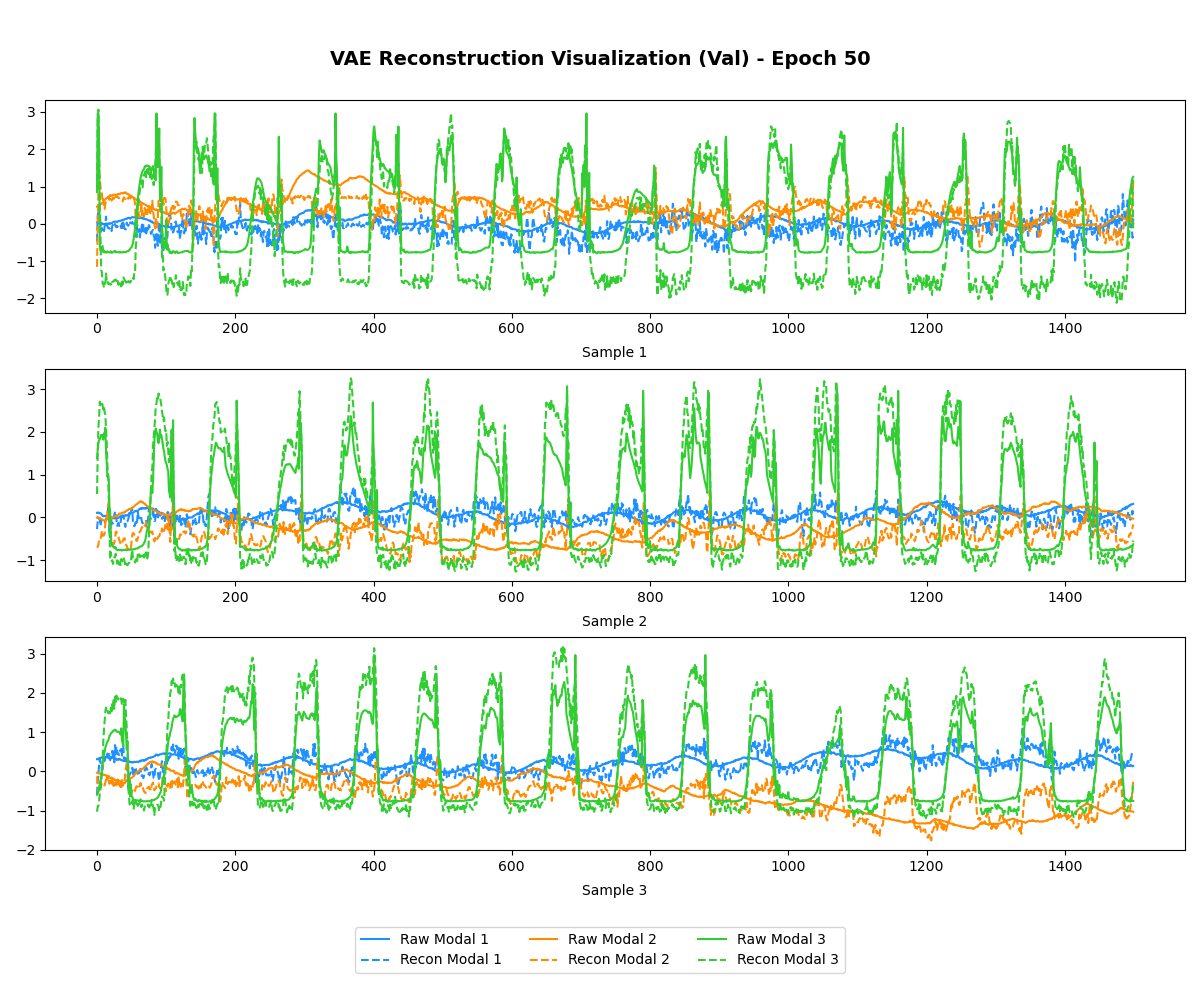 VAE Reconstruction Visualization (Val) - Epoch 50
3
2
1
0
−1
−2
0 200 400 600 800 1000 1200 1400
Sample 1
3
2
1
0
−1
0 200 400 600 800 1000 1200 1400
Sample 2
3
2
1
0
−1
−2
0 200 400 600 800 1000 1200 1400
Sample 3
Raw Modal 1 Raw Modal 2 Raw Modal 3
Recon Modal 1 Recon Modal 2 Recon Modal 3